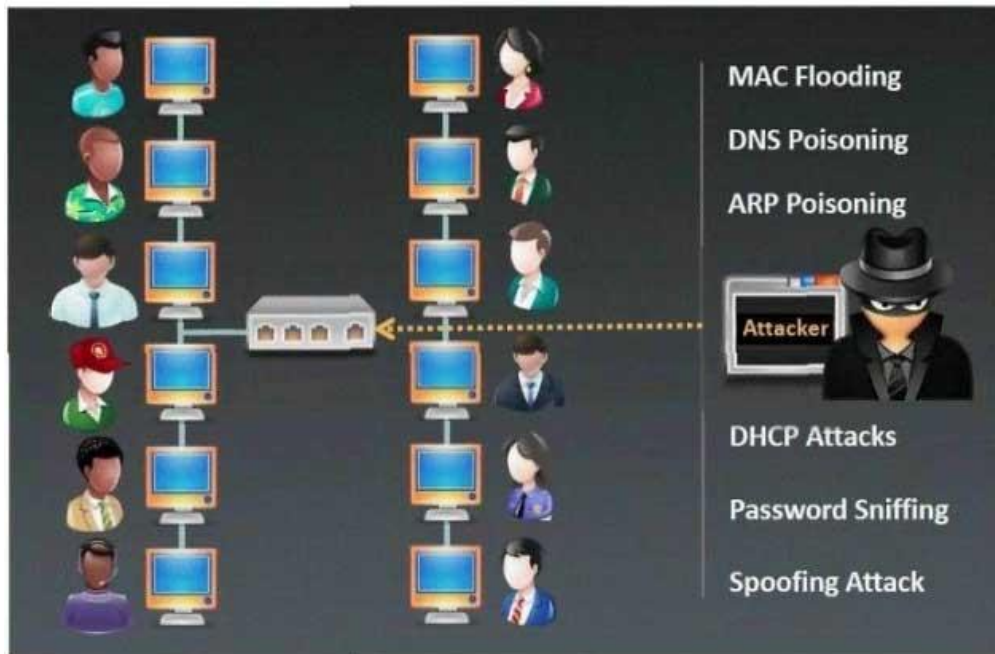 MAC Flooding
DNS Poisoning
ARP Poisoning
Attacker
DHCP Attacks
Password Sniffing
Spoofing Attack